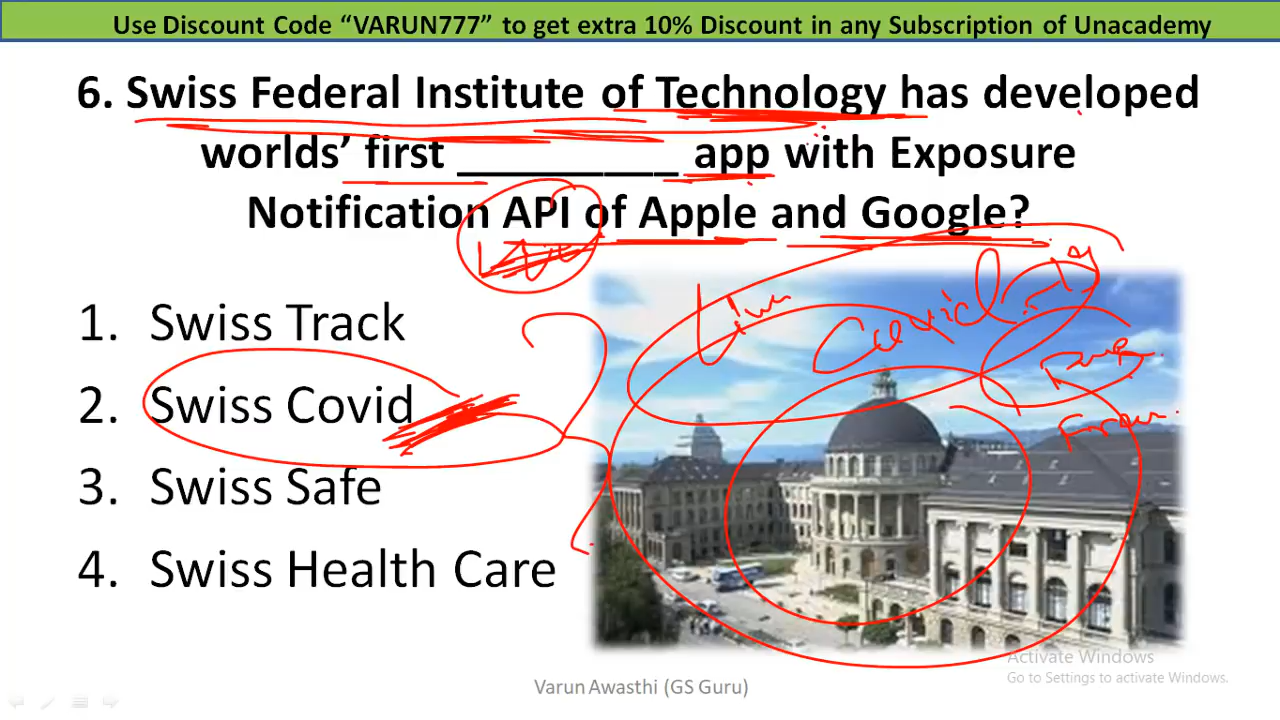 Use Discount Code “VARUN777” to get extra 10% Discount in any Subscription of Unacademy
6. Swiss Federal Institute of Technology has developed
worlds’ first _________ app with Exposure
Notification API of Apple and Google?
1. Swiss Track
2. Swiss Covid
3. Swiss Safe
4. Swiss Health Care
Covid
Activate Windows
Go to Settings to activate Windows.
Varun Awasthi (GS Guru)